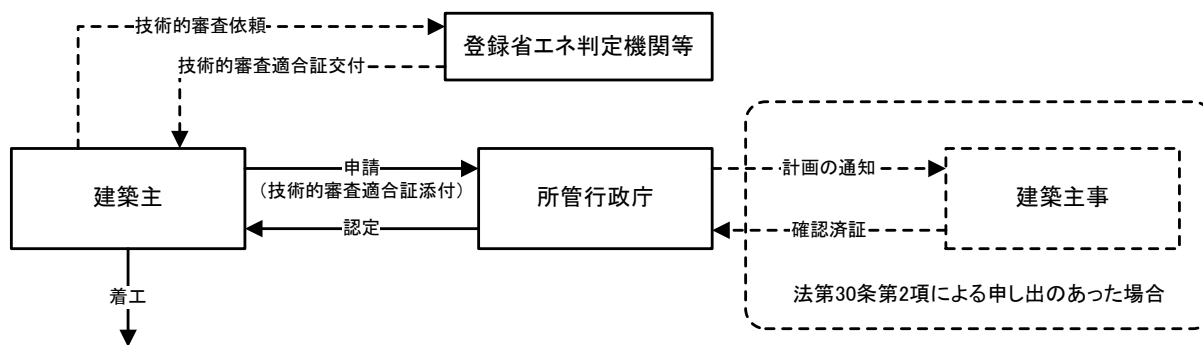 技術的審査依頼
登録省エネ判定機関等
技術的審査適合証交付
建築主
申請
（技術的審査適合証添付）
認定
所管行政庁
計画の通知
確認済証
建築主事
着工
法第30条第2項による申し出のあった場合